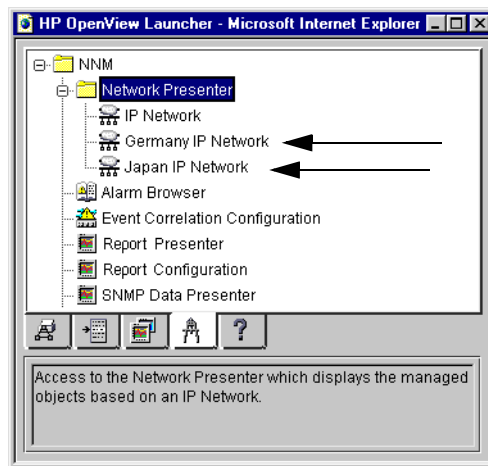 HP OpenView Launcher - Microsoft Internet Explorer
NNM
Network Presenter
IP Network
Germany IP Network
Japan IP Network
Alarm Browser
Event Correlation Configuration
Report Presenter
Report Configuration
SNMP Data Presenter
?
Access to the Network Presenter which displays the managed
objects based on an IP Network.